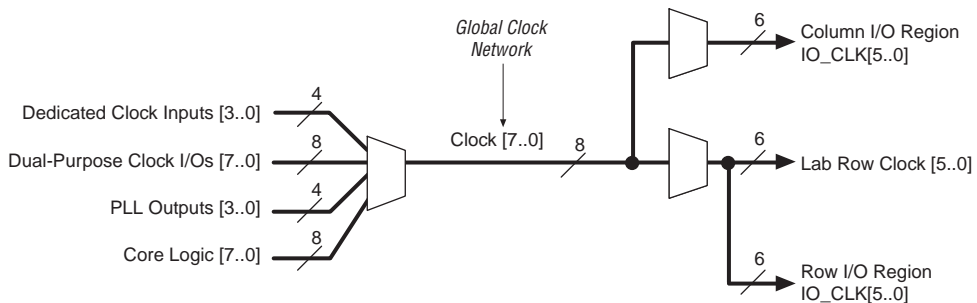 Global Clock
Network
6
Column I/O Region
IO_CLK[5..0]
4
Dedicated Clock Inputs [3..0]
8
Dual-Purpose Clock I/Os [7..0]
Clock [7..0]
8
6
Lab Row Clock [5..0]
4
PLL Outputs [3..0]
8
Core Logic [7..0]
6
Row I/O Region
IO_CLK[5..0]